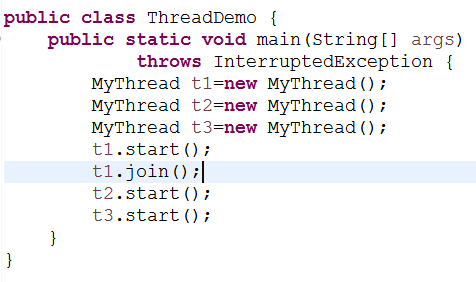 public class ThreadDemo {
    public static void main(String[] args)
            throws InterruptedException {
        MyThread t1=new MyThread();
        MyThread t2=new MyThread();
        MyThread t3=new MyThread();
        t1.start();
        t1.join();
        t2.start();
        t3.start();
    }
}